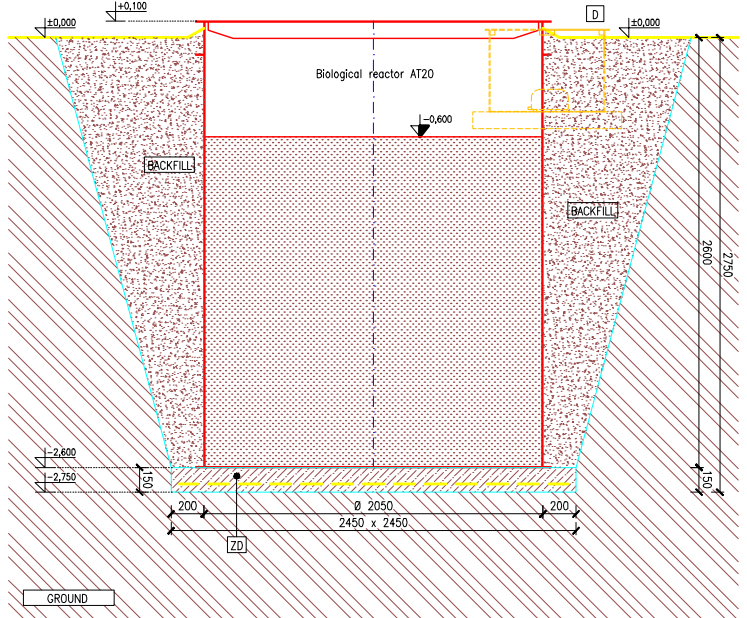 +0,100
±0,000
D
±0,000
Biological reactor AT20
-0,600
BACKFILL
BACKFILL
2600
2750
-2,600
-2,750
150
150
200
Ø 2050
200
2450 x 2450
ZD
GROUND